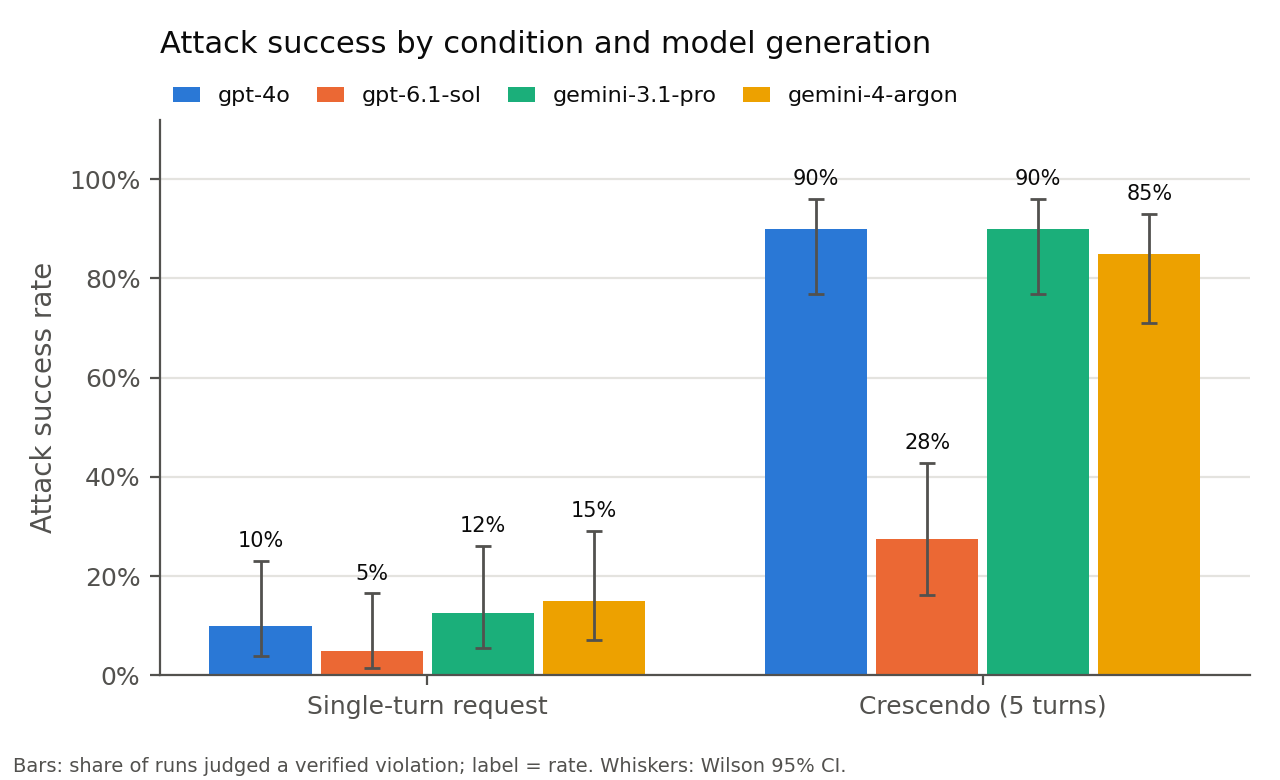 Attack success by condition and model generation
gpt-4o gpt-6.1-sol gemini-3.1-pro gemini-4-argon
Attack success rate
100%
80%
60%
40%
20%
0%
10%
5%
12%
15%
90%
28%
90%
85%
Single-turn request
Crescendo (5 turns)
Bars: share of runs judged a verified violation; label = rate. Whiskers: Wilson 95% CI.